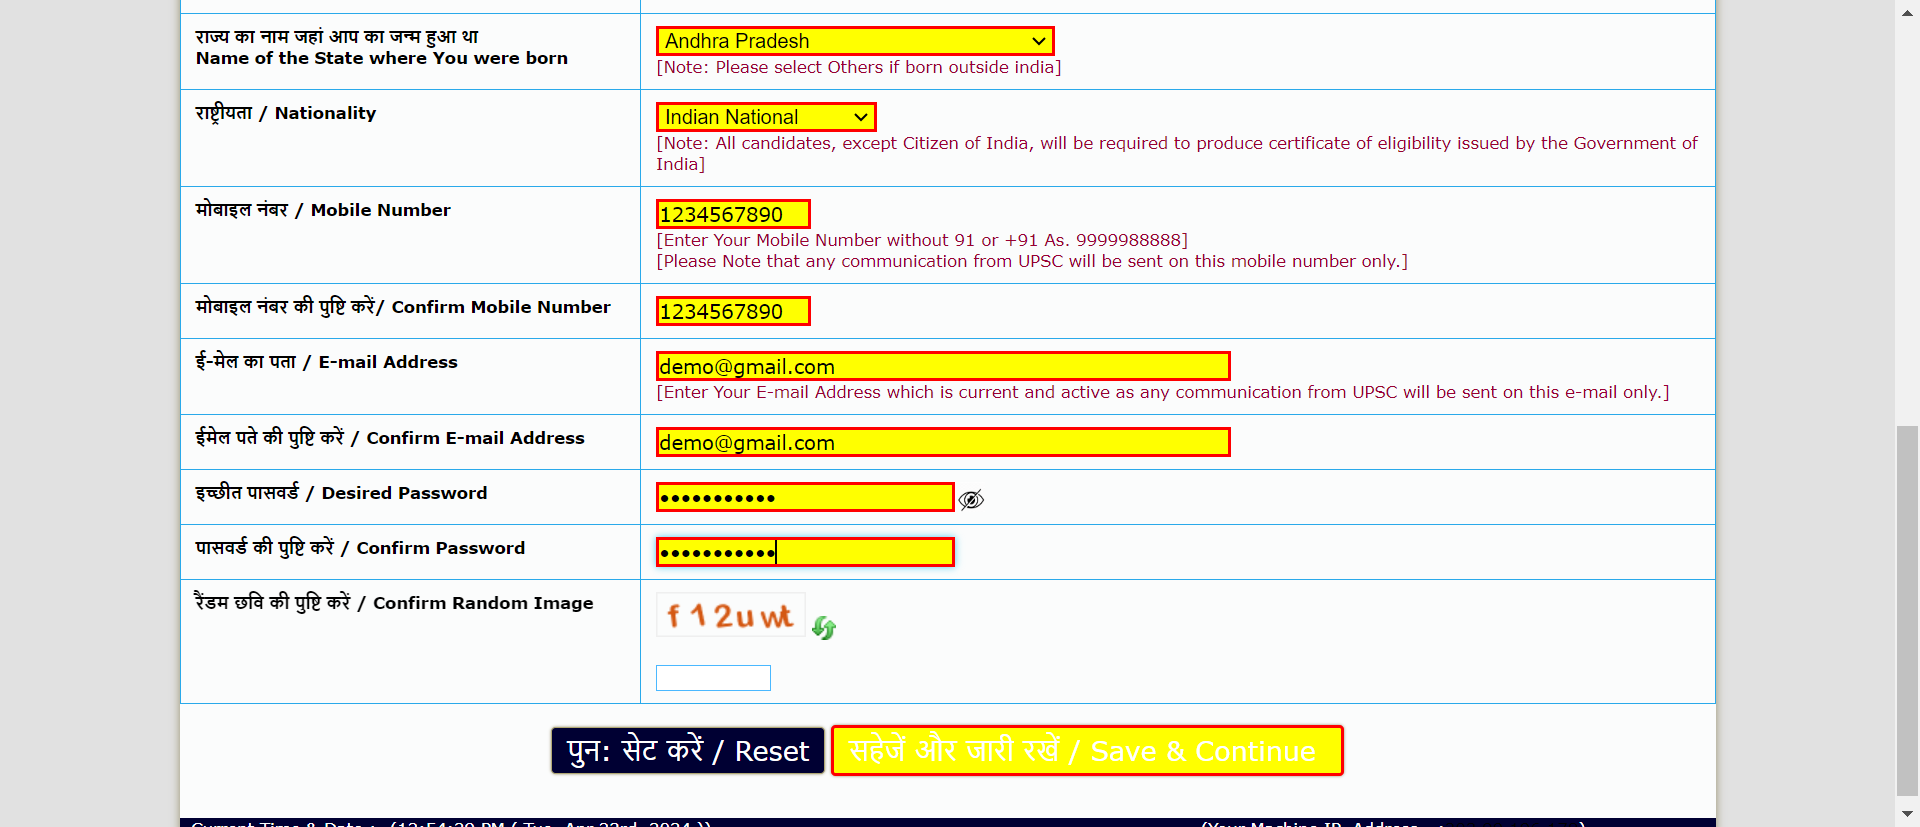 राज्य का नाम जहां आप का जन्म हुआ था
Name of the State where You were born
Andhra Pradesh
[Note: Please select Others if born outside india]
राष्ट्रीयता / Nationality
Indian National
[Note: All candidates, except Citizen of India, will be required to produce certificate of eligibility issued by the Government of
India]
मोबाइल नंबर / Mobile Number
1234567890
[Enter Your Mobile Number without 91 or +91 As. 9999988888]
[Please Note that any communication from UPSC will be sent on this mobile number only.]
मोबाइल नंबर की पुष्टि करें/ Confirm Mobile Number
1234567890
ई-मेल का पता / E-mail Address
demo@gmail.com
[Enter Your E-mail Address which is current and active as any communication from UPSC will be sent on this e-mail only.]
ईमेल पते की पुष्टि करें / Confirm E-mail Address
demo@gmail.com
इच्छीत पासवर्ड / Desired Password
•••••••••••
पासवर्ड की पुष्टि करें / Confirm Password
•••••••••••
रैंडम छवि की पुष्टि करें / Confirm Random Image
f12uwt
पुन: सेट करें / Reset
सहेजें और जारी रखें / Save & Continue